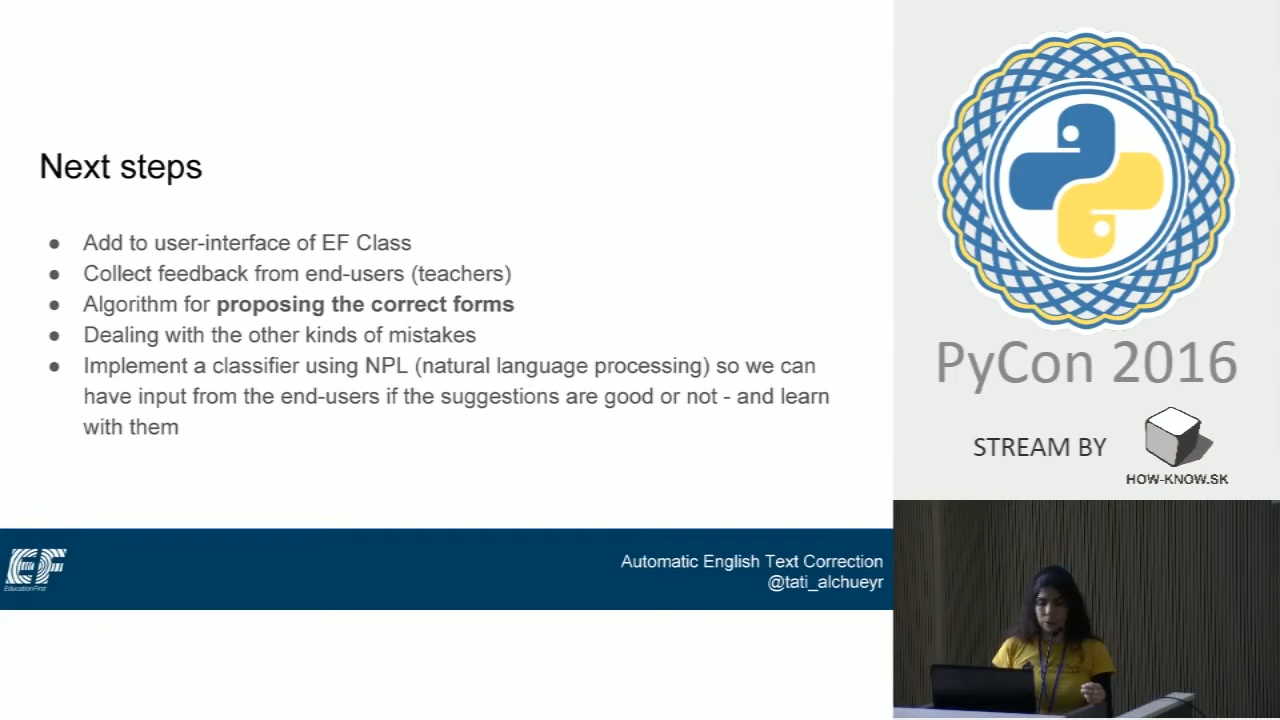 Next steps
● Add to user-interface of EF Class
● Collect feedback from end-users (teachers)
● Algorithm for proposing the correct forms
● Dealing with the other kinds of mistakes
● Implement a classifier using NPL (natural language processing) so we can
have input from the end-users if the suggestions are good or not - and learn
with them
EF
EducationFirst
Automatic English Text Correction
@tati_alchueyr
PyCon 2016
STREAM BY
HOW-KNOW.SK